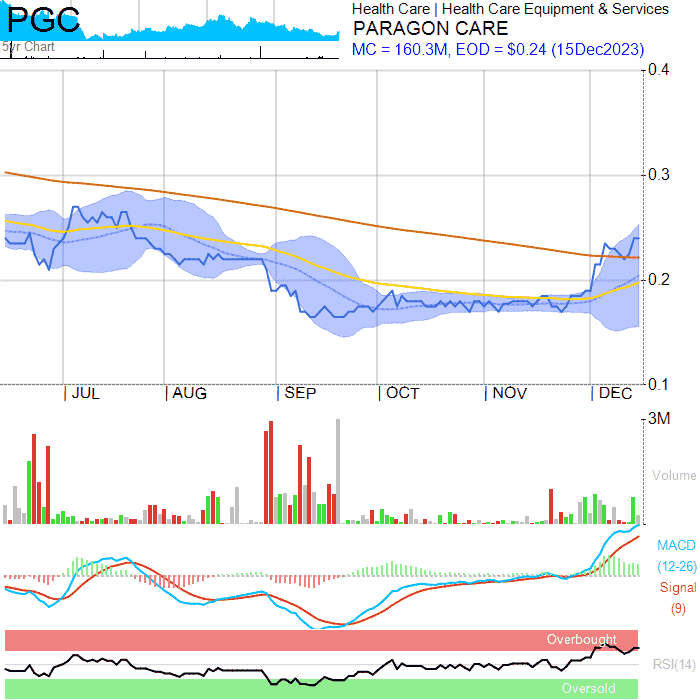 PGC
5yr Chart
Health Care | Health Care Equipment & Services
PARAGON CARE
MC = 160.3M, EOD = $0.24 (15Dec2023)
0.4
0.3
0.2
0.1
JUL AUG SEP OCT NOV DEC
3M
Volume
MACD
(12-26)
Signal
(9)
Overbought
RSI(14)
Oversold